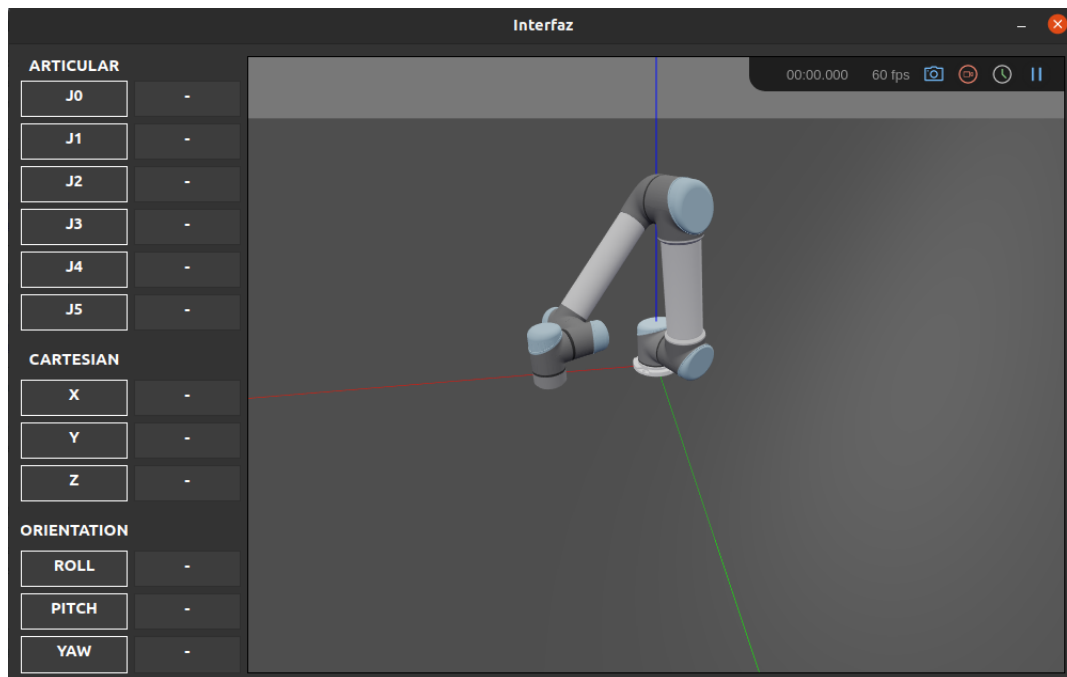 Interfaz
ARTICULAR
J0 -
J1 -
J2 -
J3 -
J4 -
J5 -
CARTESIAN
X -
Y -
Z -
ORIENTATION
ROLL -
PITCH -
YAW -
00:00.000 60 fps